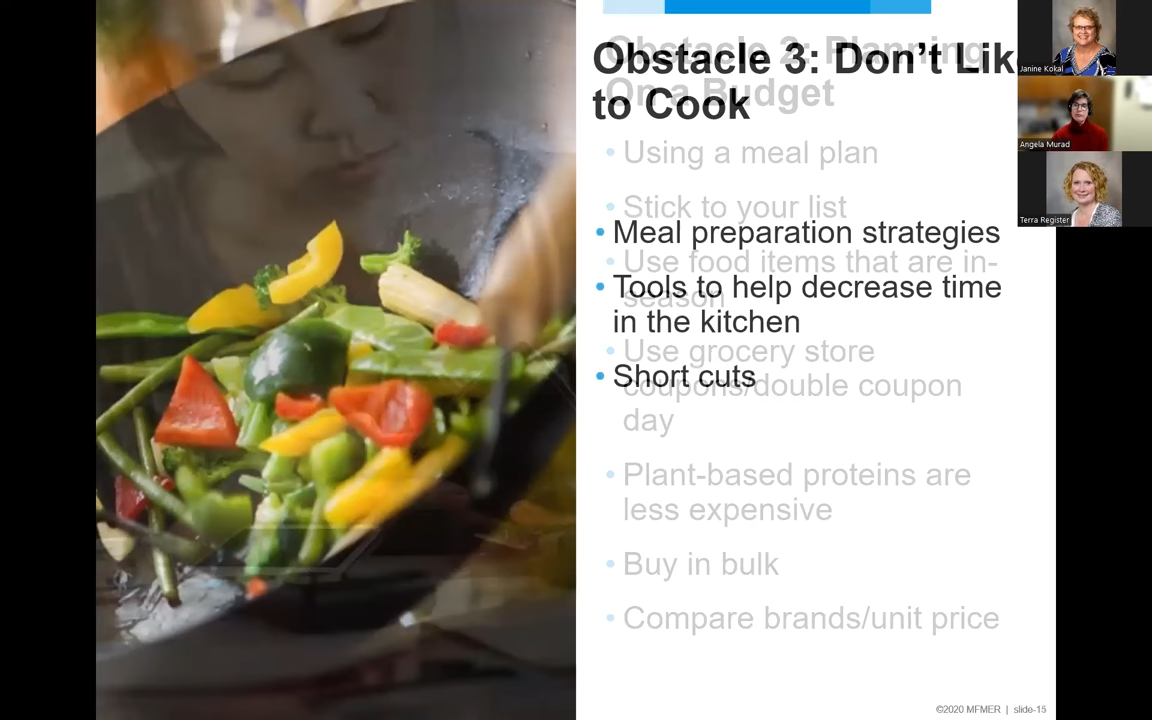 Obstacle 3: Don't Lik
to Cook
Obstacle 2: Planning
On a Budget
• Using a meal plan
• Stick to your list
• Meal preparation strategies
• Use food items that are in-
season
• Tools to help decrease time
in the kitchen
• Use grocery store
coupons/double coupon
day
• Short cuts
• Plant-based proteins are
less expensive
• Buy in bulk
• Compare brands/unit price
©2020 MFMER | slide-15
Janine Kokal
Angela Murad
Terra Register